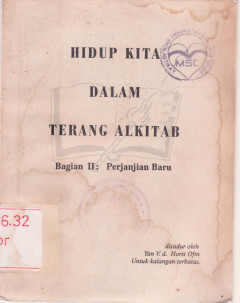 HIDUP KITA
MSC
DALAM
TERANG ALKITAB
Bagian II: Perjanjian Baru
disadur oleh
Yan V. d. Horst Ofm
Untuk kalangan terbatas.
6.32
or